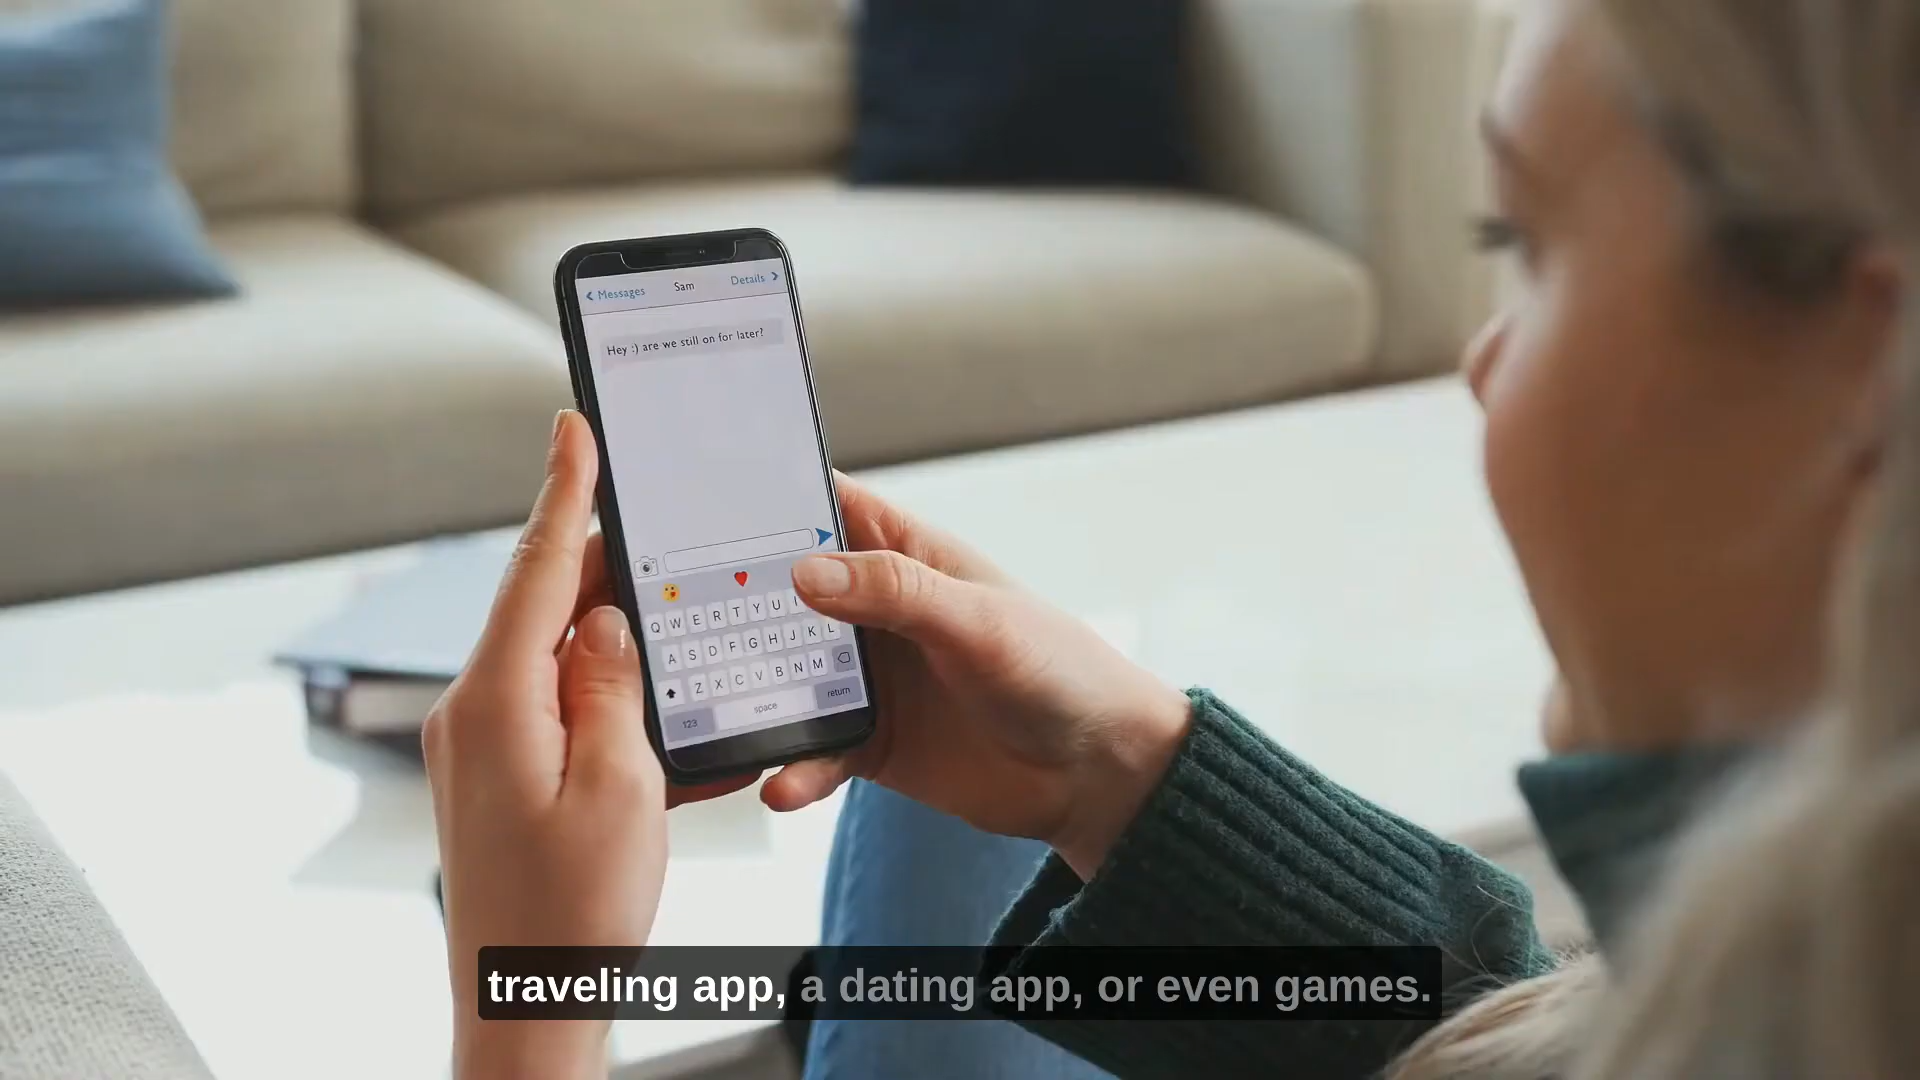 Messages Sam Details
Hey :) are we still on for later?
Q W E R T Y U I
A S D F G H J K L
Z X C V B N M
123 space return
traveling app, a dating app, or even games.